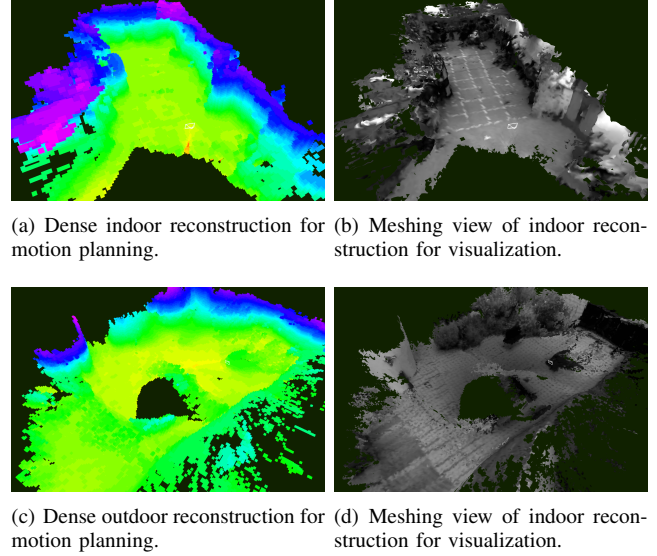 (a) Dense indoor reconstruction for motion planning.
(b) Meshing view of indoor recon-
struction for visualization.
(c) Dense outdoor reconstruction for motion planning.
(d) Meshing view of indoor recon-
struction for visualization.